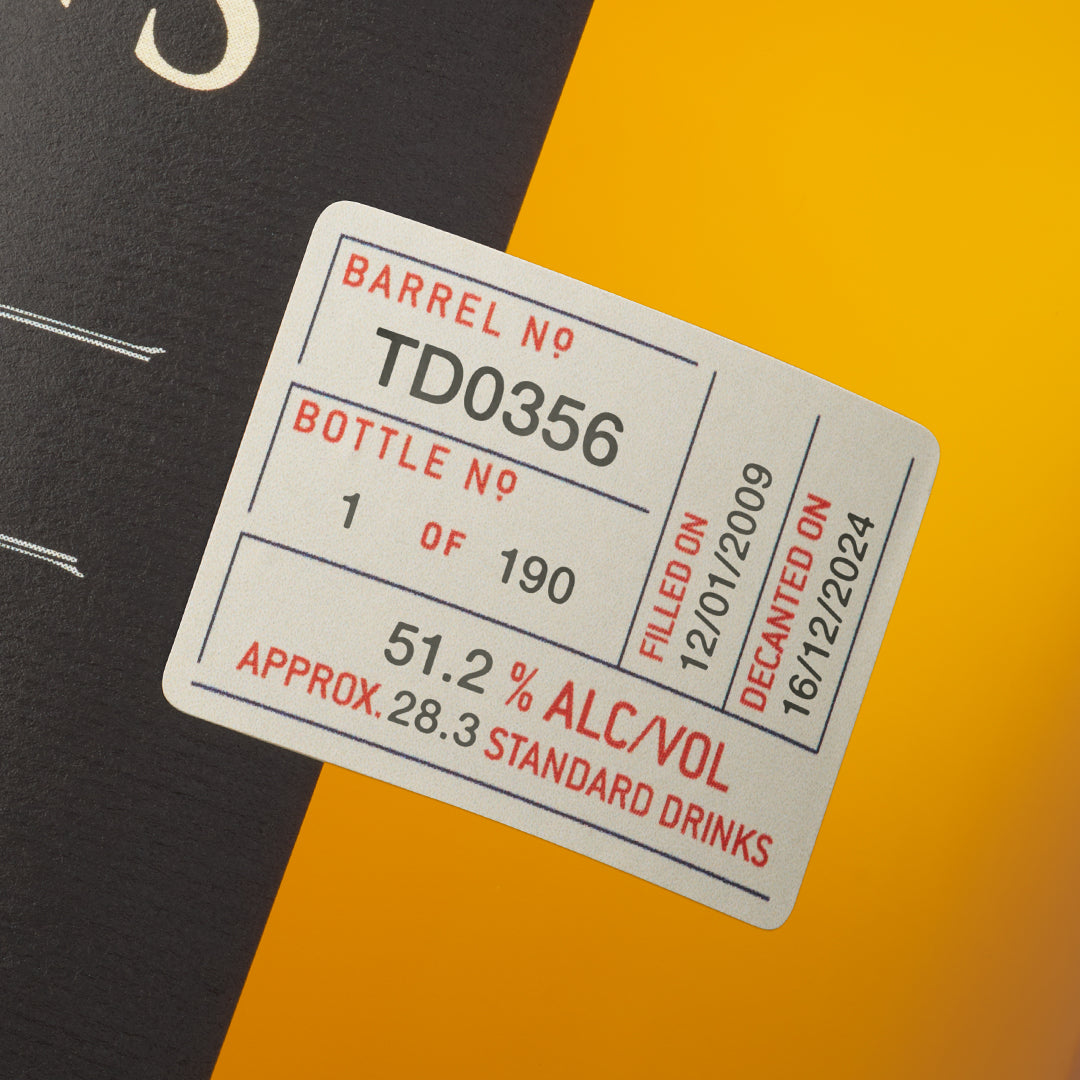 S
BARREL Nº
TD0356
BOTTLE Nº
1 OF 190
FILLED ON
12/01/2009
DECANTED ON
16/12/2024
51.2 % ALC/VOL
APPROX. 28.3 STANDARD DRINKS